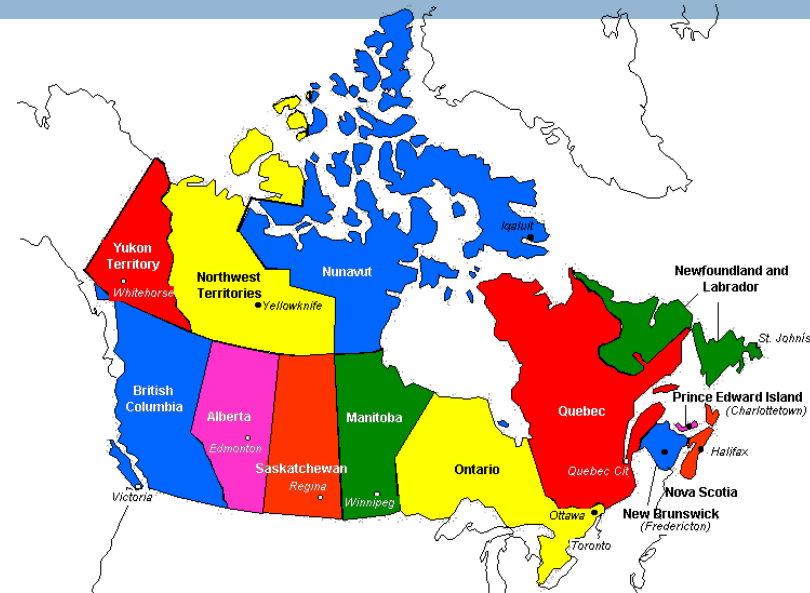 Iqaluit
Yukon
Territory
Whitehorse
Northwest
Territories
Yellowknife
Nunavut
Newfoundland and
Labrador
St. Johnis
British
Columbia
Victoria
Alberta
Edmonton
Saskatchewan
Regina
Manitoba
Winnipeg
Ontario
Ottawa
Toronto
Quebec
Quebec Cit
Prince Edward Island
(Charlottetown)
Halifax
Nova Scotia
New Brunswick
(Fredericton)